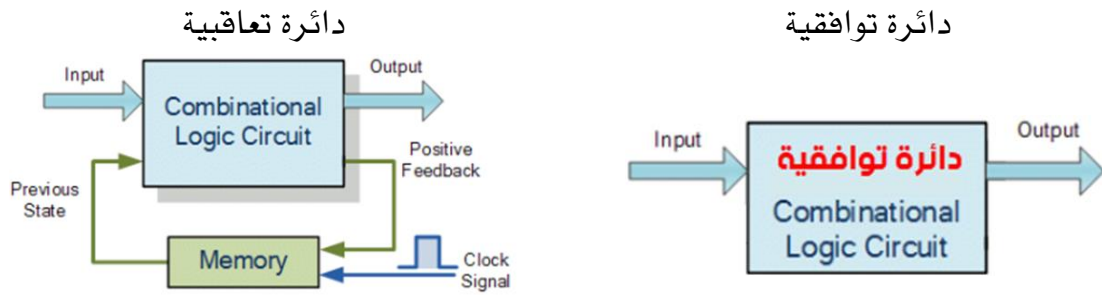 دائرة تعاقبية
Input
Output
Combinational
Logic Circuit
Positive
Feedback
Previous
State
Memory
Clock
Signal
دائرة توافقية
Input
Output
دائرة توافقية
Combinational
Logic Circuit